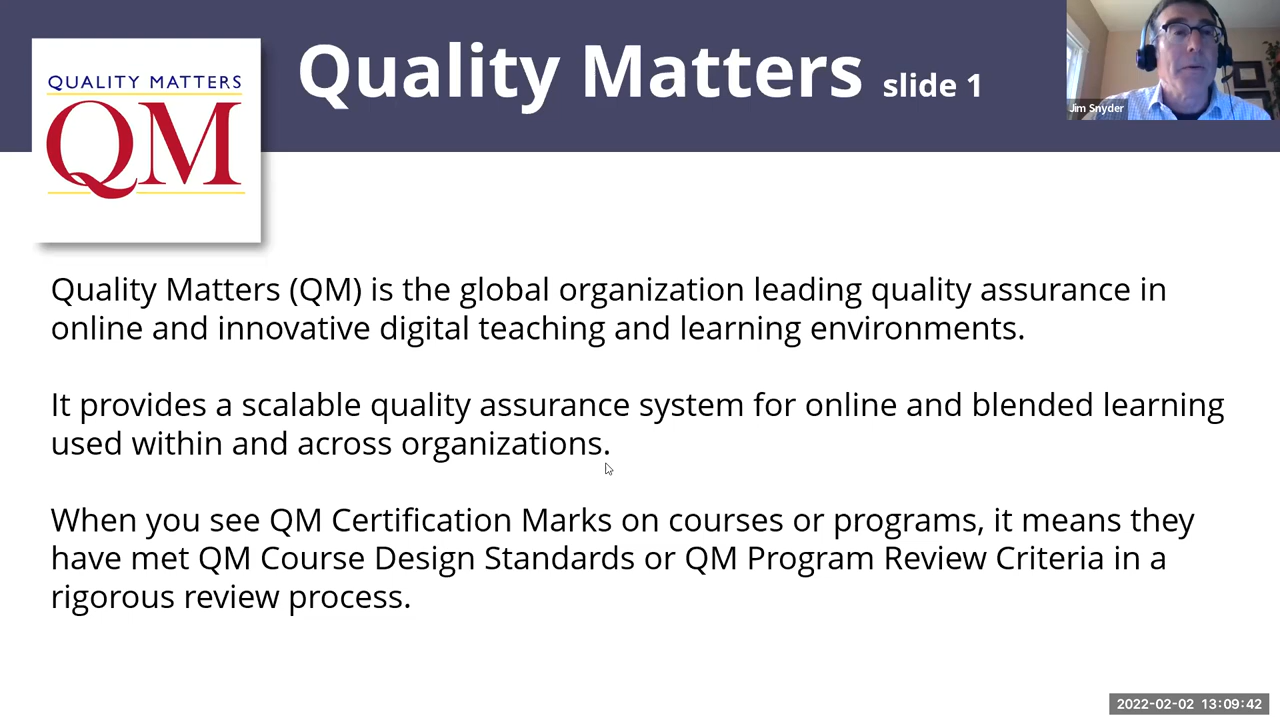 QUALITY MATTERS
QM
Quality Matters slide 1
Jim Snyder
Quality Matters (QM) is the global organization leading quality assurance in
online and innovative digital teaching and learning environments.
It provides a scalable quality assurance system for online and blended learning
used within and across organizations.
When you see QM Certification Marks on courses or programs, it means they
have met QM Course Design Standards or QM Program Review Criteria in a
rigorous review process.
2022-02-02 13:09:42